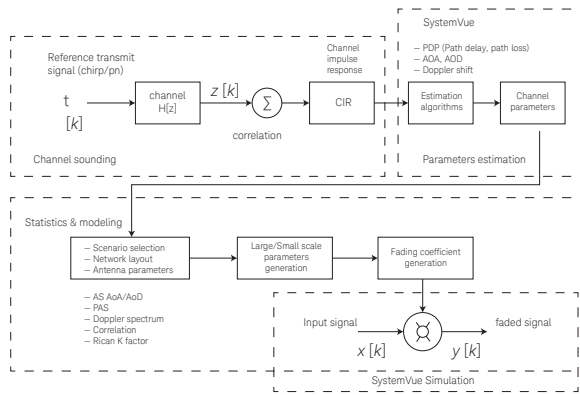 SystemVue
Reference transmit
signal (chirp/pn)
Channel
impulse
response
– PDP (Path delay, path loss)
– AOA, AOD
– Doppler shift
t
[k]
channel
H[z]
z [k]
Σ
correlation
CIR
Estimation
algorithms
Channel
parameters
Channel sounding
Parameters estimation
Statistics & modeling
– Scenario selection
– Network layout
– Antenna parameters
Large/Small scale
parameters
generation
Fading coefficient
generation
– AS AoA/AoD
– PAS
– Doppler spectrum
– Correlation
– Rican K factor
Input signal
x [k]
faded signal
y [k]
SystemVue Simulation